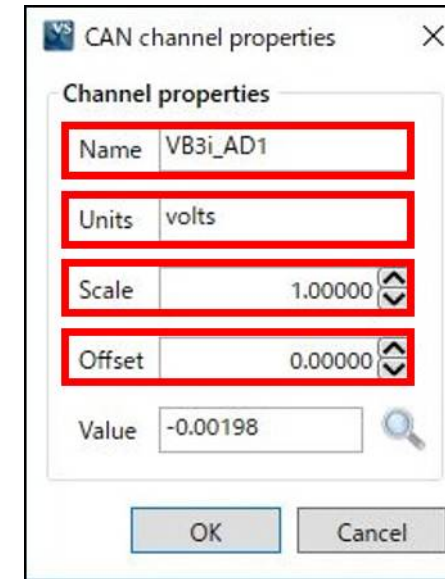 VS CAN channel properties
Channel properties
Name VB3i_AD1
Units volts
Scale 1.00000
Offset 0.00000
Value -0.00198
OK Cancel